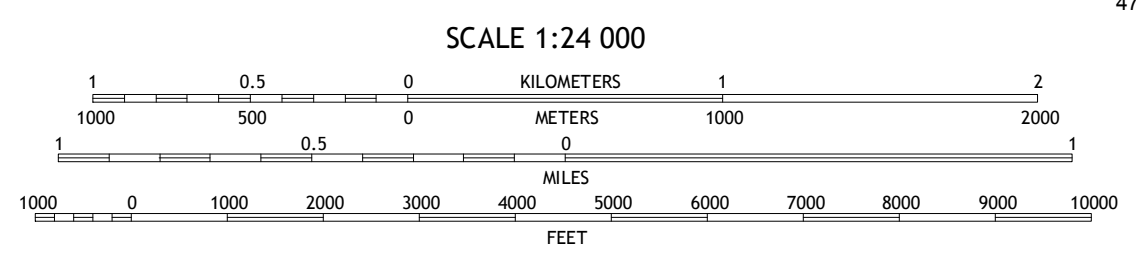 47
SCALE 1:24 000
1 0.5 0 KILOMETERS 1 2
1000 500 0 METERS 1000 2000
1 0.5 0 1
MILES
1000 0 1000 2000 3000 4000 5000 6000 7000 8000 9000 10000
FEET